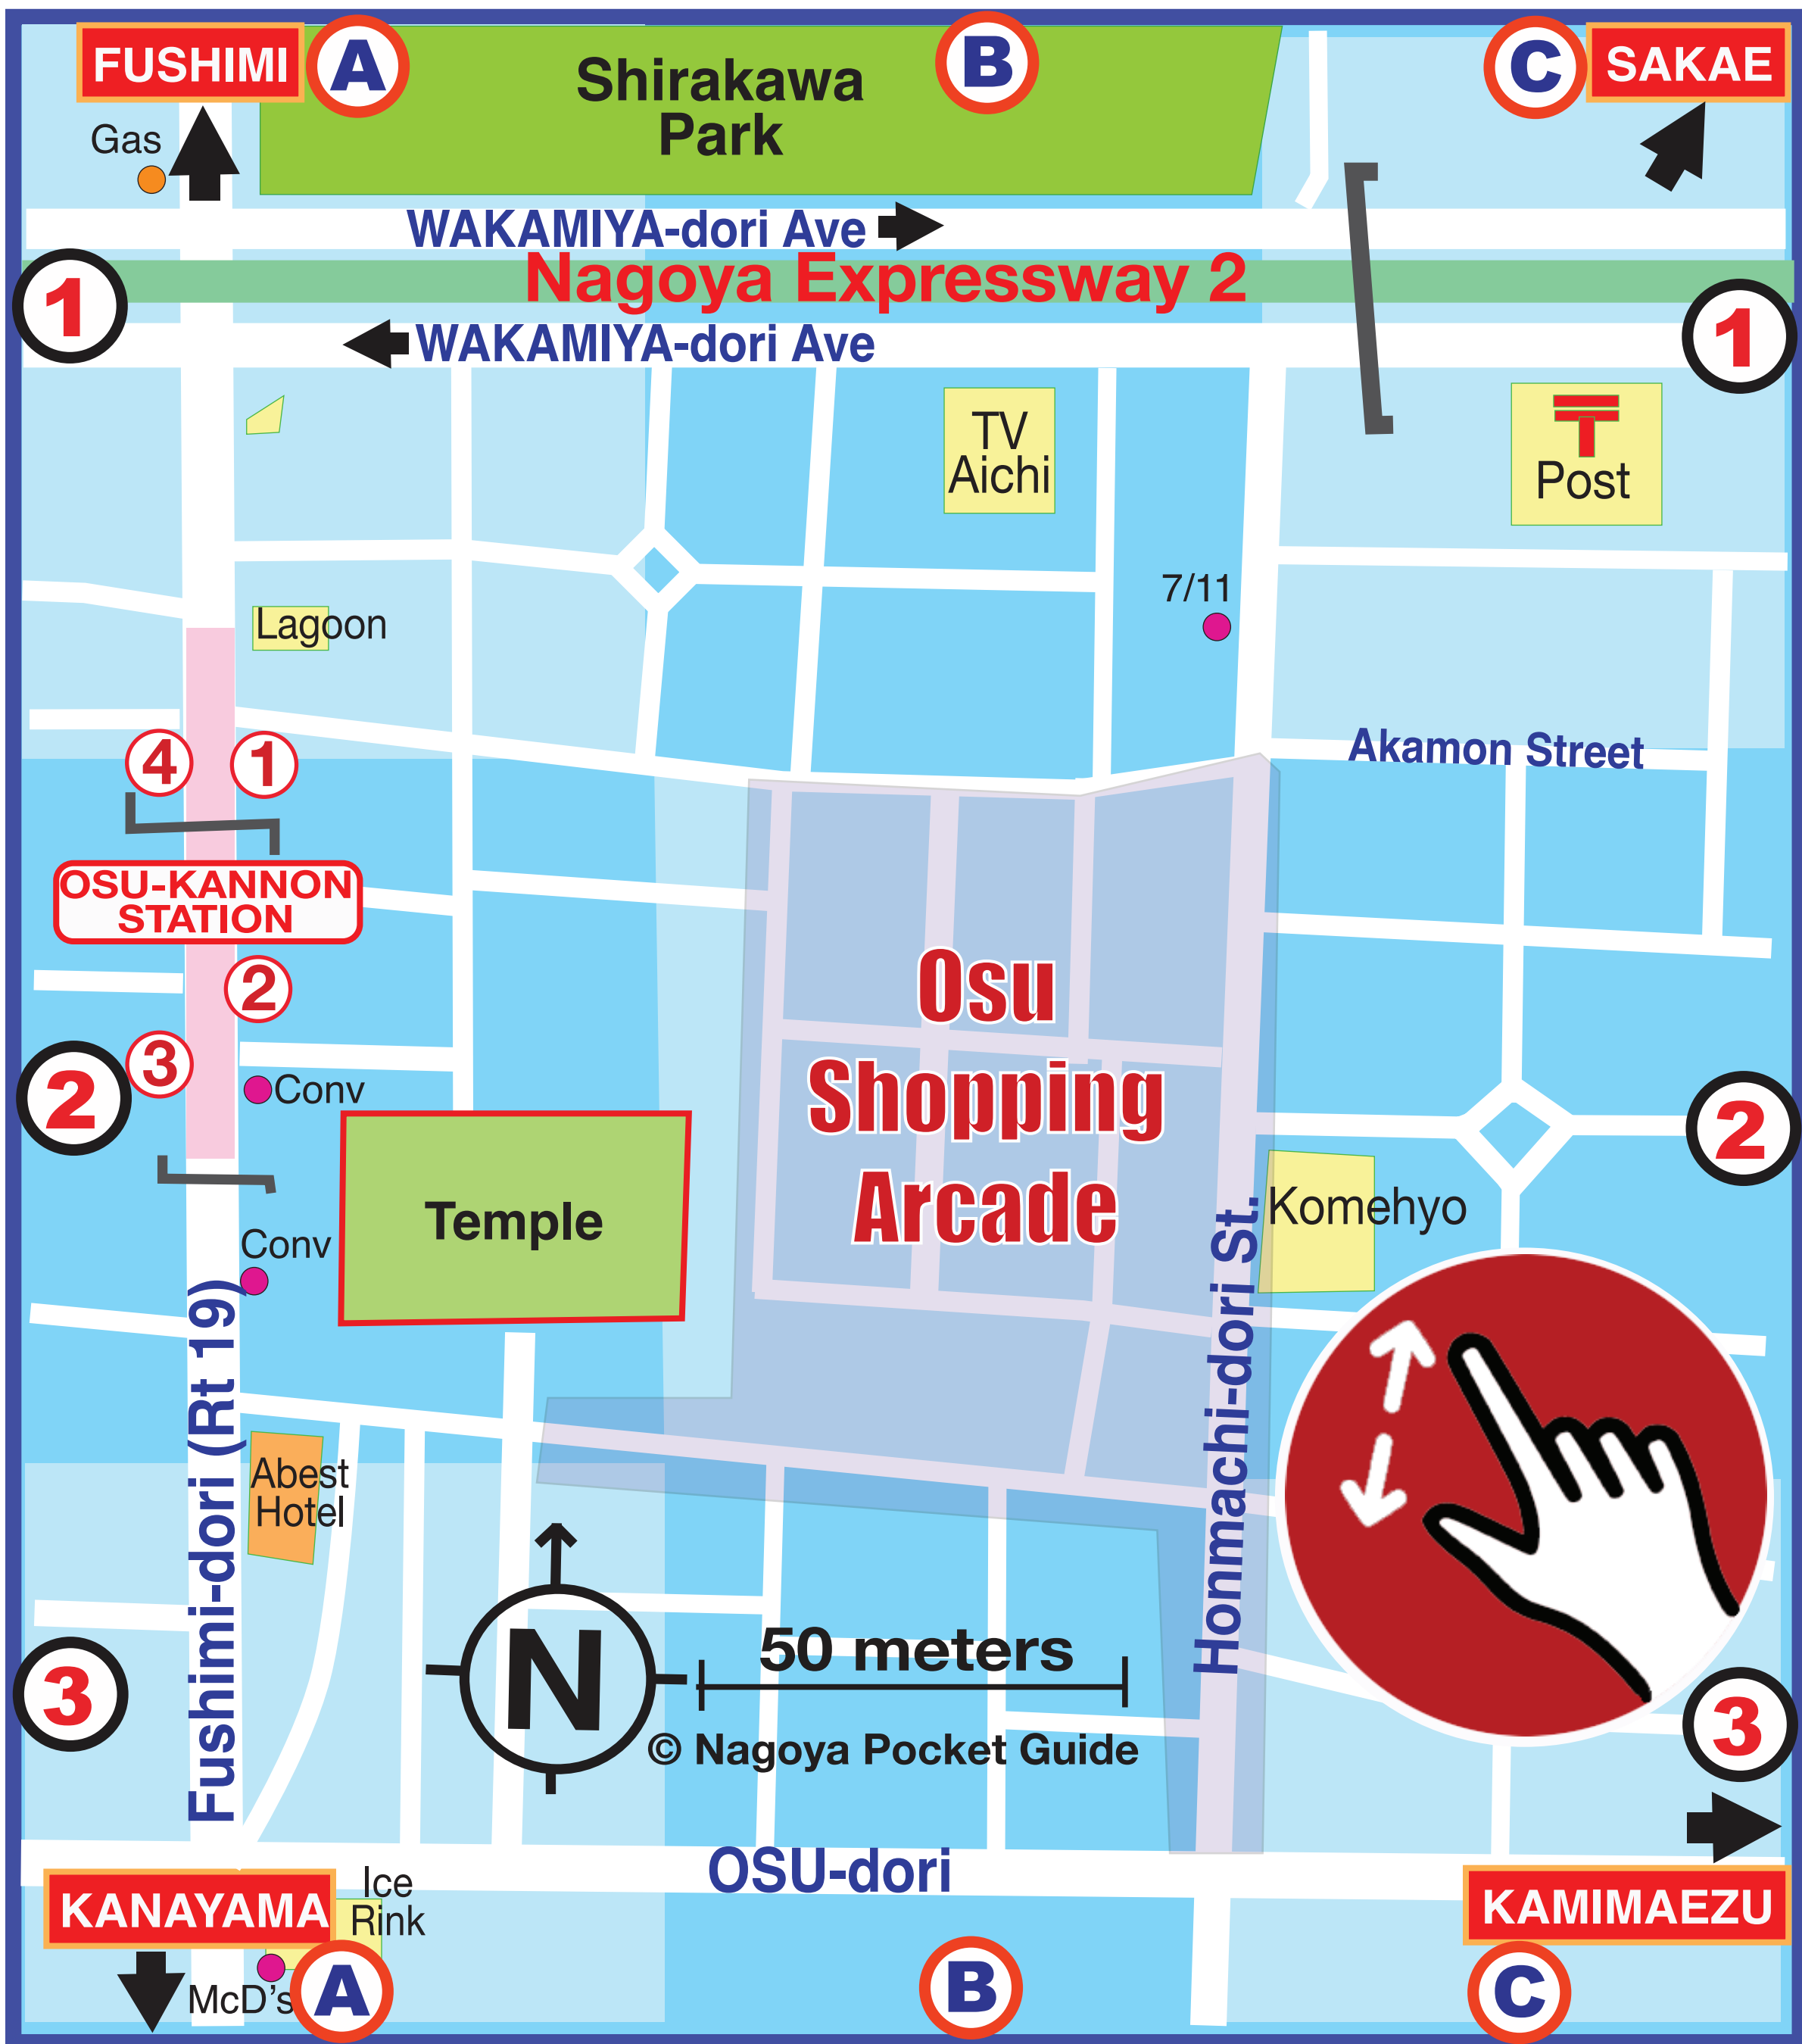 FUSHIMI
A
B
C
SAKAE
Shirakawa
Park
Gas
WAKAMIYA-dori Ave
Nagoya Expressway 2
1
1
WAKAMIYA-dori Ave
TV
Aichi
Post
7/11
Lagoon
Akamon Street
4
1
OSU-KANNON
STATION
2
3
2
2
Conv
Osu
Shopping
Arcade
Temple
Komehyo
Conv
Fushimi-dori (Rt 19)
Honmachi-dori St.
Abest
Hotel
N
50 meters
© Nagoya Pocket Guide
3
3
OSU-dori
KANAYAMA
Ice
Rink
KAMIMAEZU
McD's
A
B
C